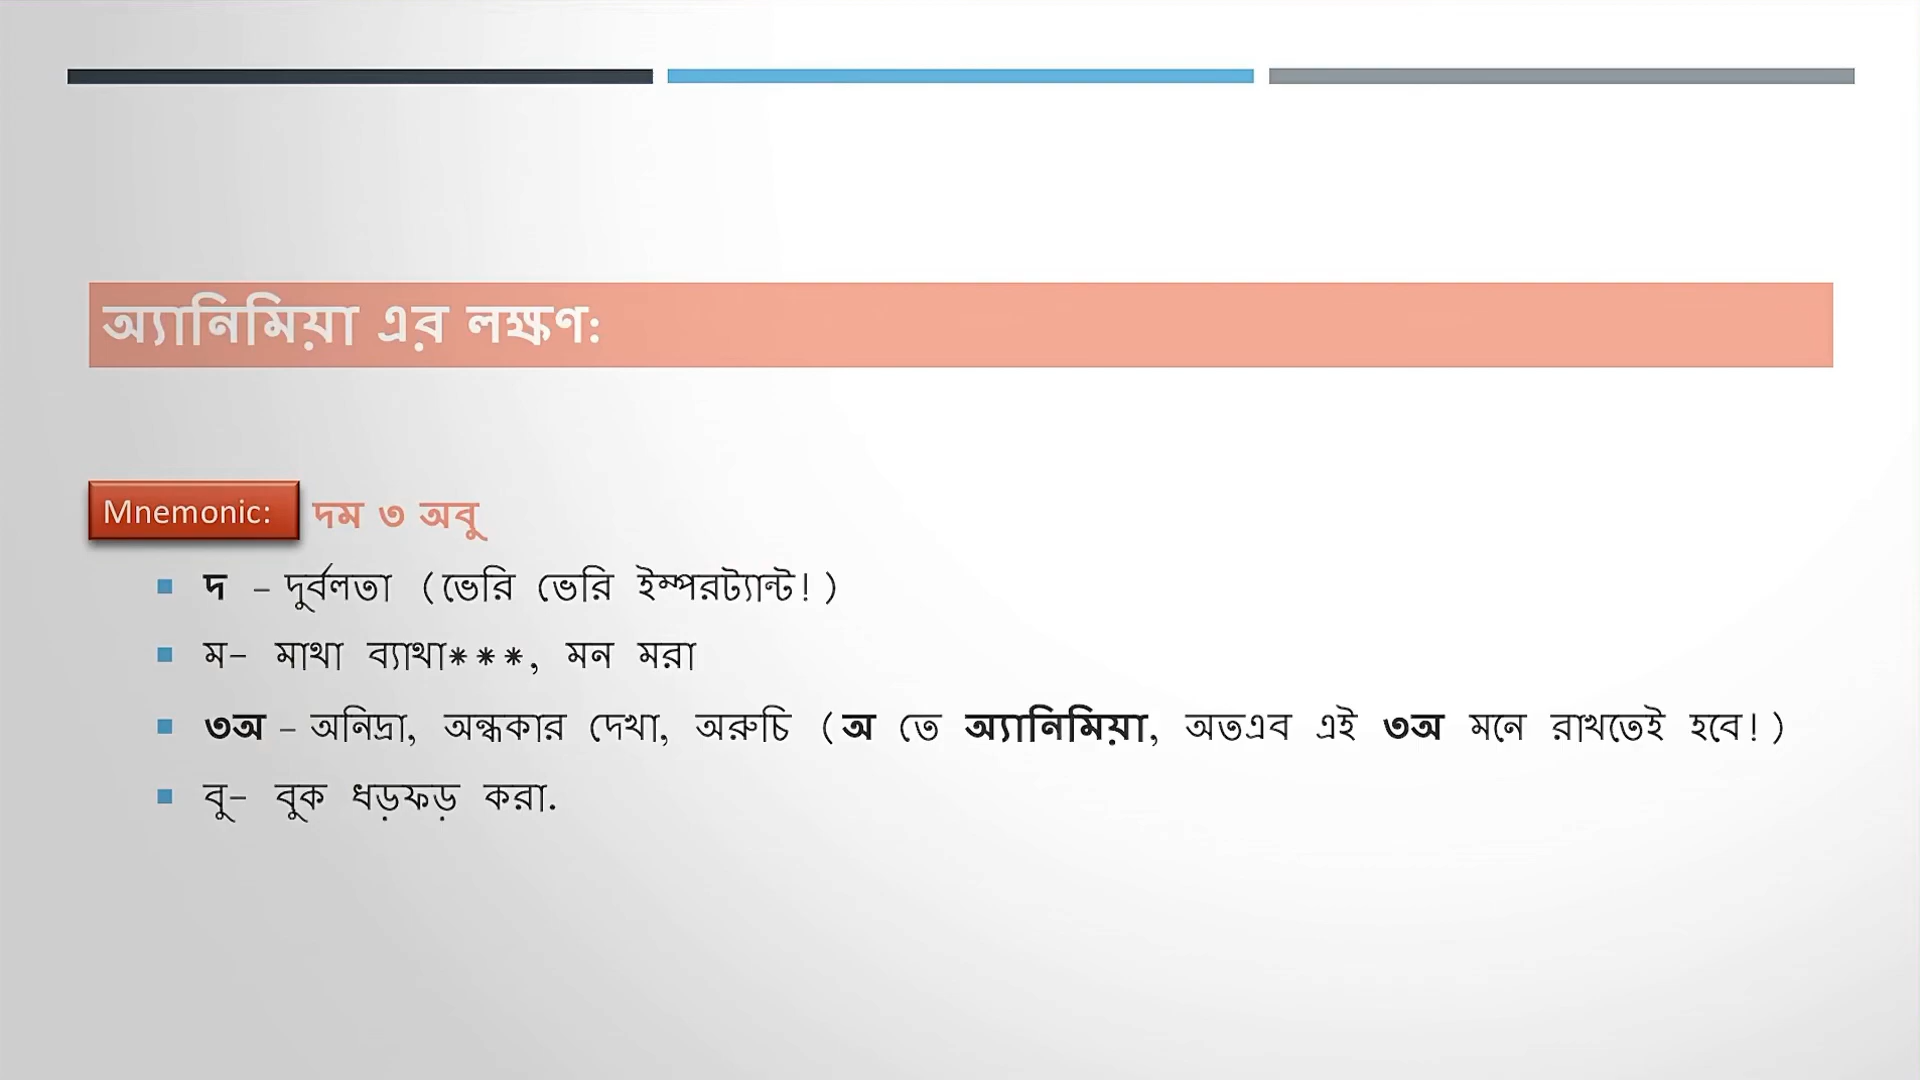 অ্যানিমিয়া এর লক্ষণ:
Mnemonic: দম ৩ অবু
দ – দুর্বলতা (ভেরি ভেরি ইম্পরট্যান্ট!)
ম– মাথা ব্যাথা***, মন মরা
৩অ – অনিদ্রা, অন্ধকার দেখা, অরুচি (অ তে অ্যানিমিয়া, অতএব এই ৩অ মনে রাখতেই হবে!)
বু– বুক ধড়ফড় করা.